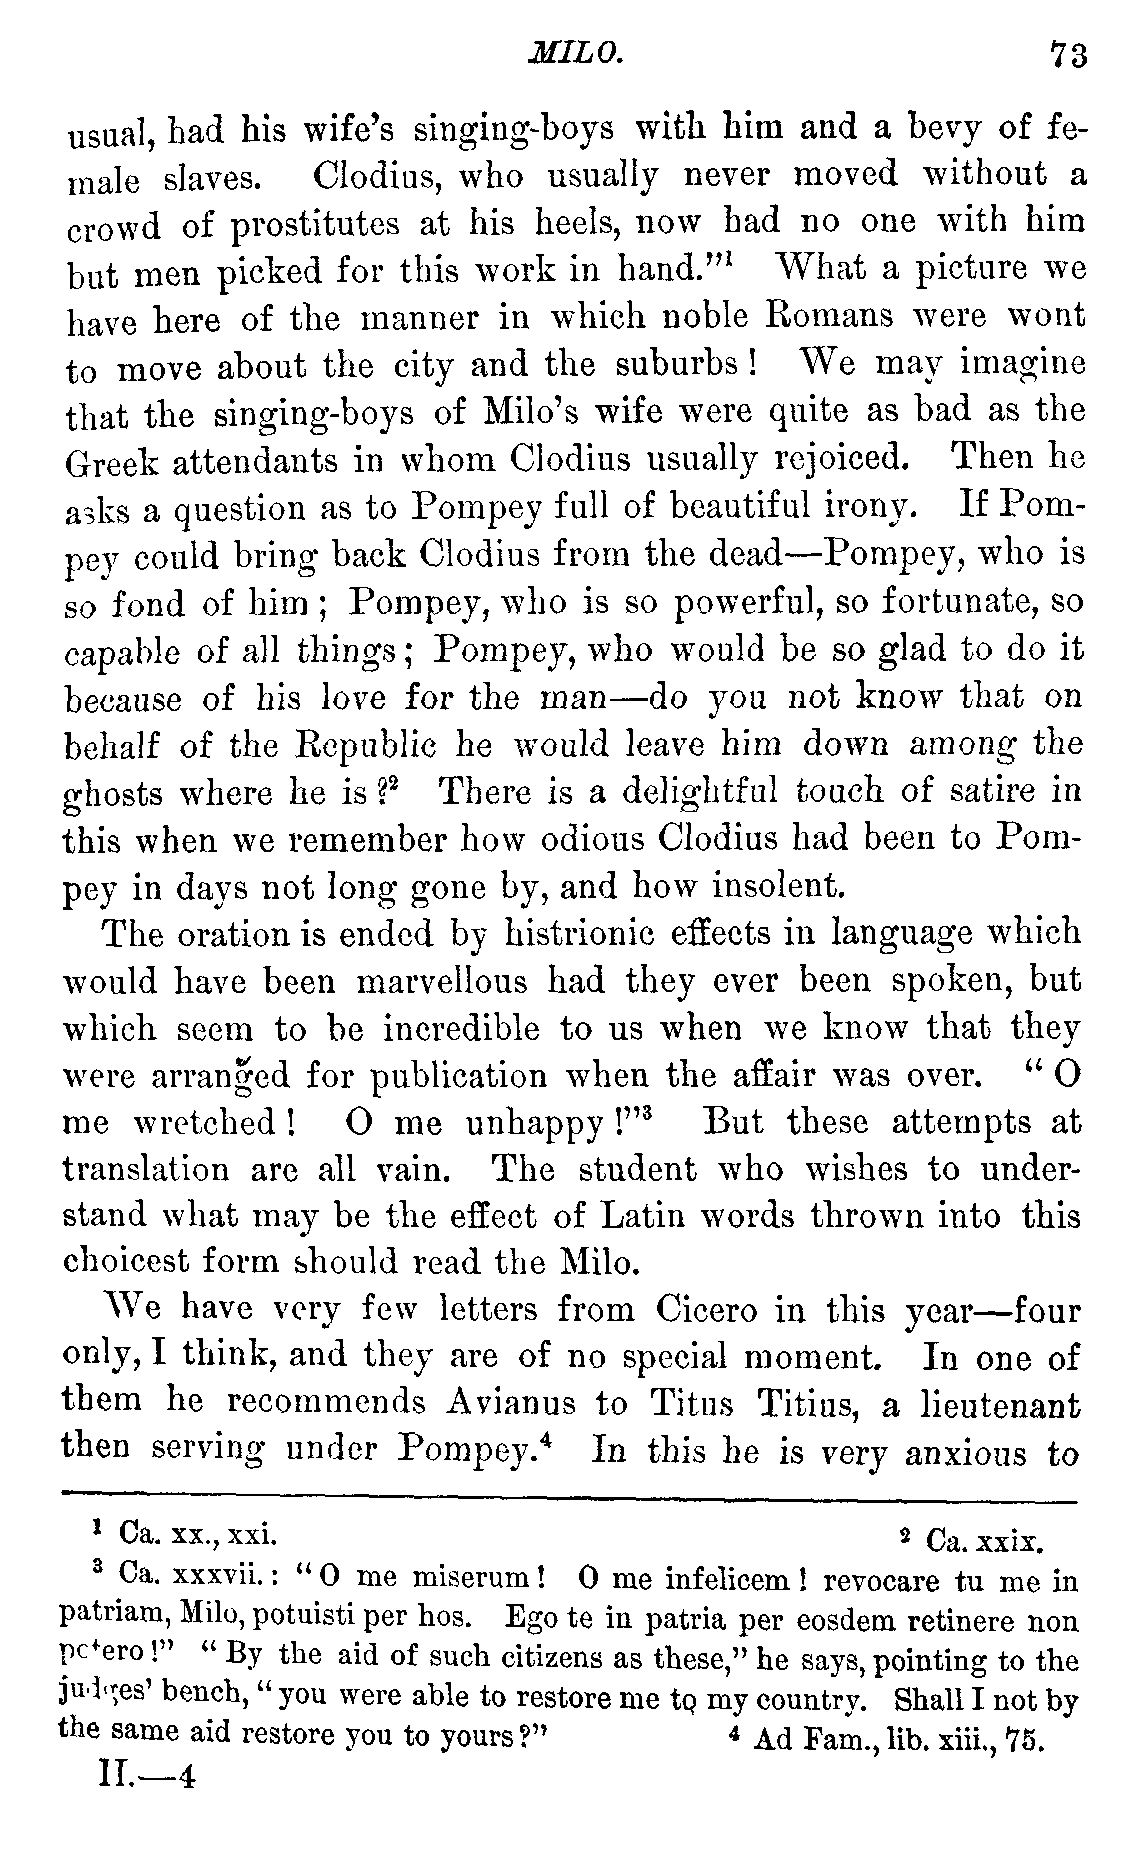 MILO. 73
usual, had his wife's singing-boys with him and a bevy of fe-
male slaves. Clodius, who usually never moved without a
crowd of prostitutes at his heels, now had no one with him
but men picked for this work in hand."¹ What a picture we
have here of the manner in which noble Romans were wont
to move about the city and the suburbs! We may imagine
that the singing-boys of Milo's wife were quite as bad as the
Greek attendants in whom Clodius usually rejoiced. Then he
asks a question as to Pompey full of beautiful irony. If Pom-
pey could bring back Clodius from the dead—Pompey, who is
so fond of him; Pompey, who is so powerful, so fortunate, so
capable of all things; Pompey, who would be so glad to do it
because of his love for the man—do you not know that on
behalf of the Republic he would leave him down among the
ghosts where he is?² There is a delightful touch of satire in
this when we remember how odious Clodius had been to Pom-
pey in days not long gone by, and how insolent.
The oration is ended by histrionic effects in language which
would have been marvellous had they ever been spoken, but
which seem to be incredible to us when we know that they
were arranged for publication when the affair was over. "O
me wretched! O me unhappy!"³ But these attempts at
translation are all vain. The student who wishes to under-
stand what may be the effect of Latin words thrown into this
choicest form should read the Milo.
We have very few letters from Cicero in this year—four
only, I think, and they are of no special moment. In one of
them he recommends Avianus to Titus Titius, a lieutenant
then serving under Pompey.⁴ In this he is very anxious to
¹ Ca. xx., xxi. ² Ca. xxix.
³ Ca. xxxvii.: "O me miserum! O me infelicem! revocare tu me in
patriam, Milo, potuisti per hos. Ego te in patria per eosdem retinere non
potero!" "By the aid of such citizens as these," he says, pointing to the
judges' bench, "you were able to restore me to my country. Shall I not by
the same aid restore you to yours?" ⁴ Ad Fam., lib. xiii., 75.
II.—4